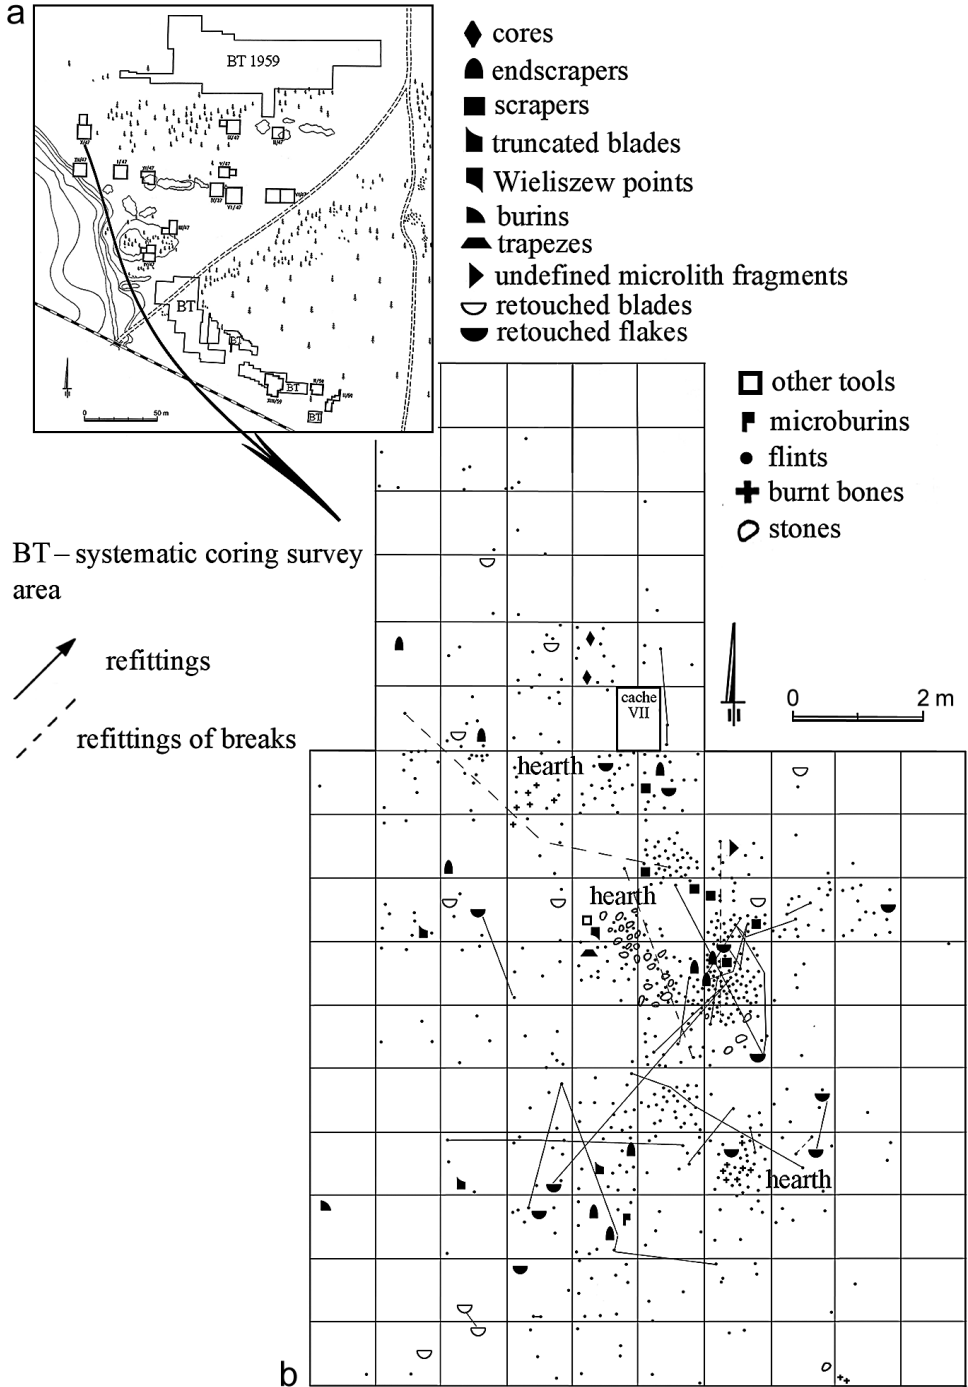 a
BT 1959
BT
BT
BT
BT
0 50 m
cores
endscrapers
scrapers
truncated blades
Wieliszew points
burins
trapezes
undefined microlith fragments
retouched blades
retouched flakes
other tools
microburins
flints
burnt bones
stones
BT – systematic coring survey
area
refittings
refittings of breaks
0 2 m
cache
VII
hearth
hearth
hearth
b